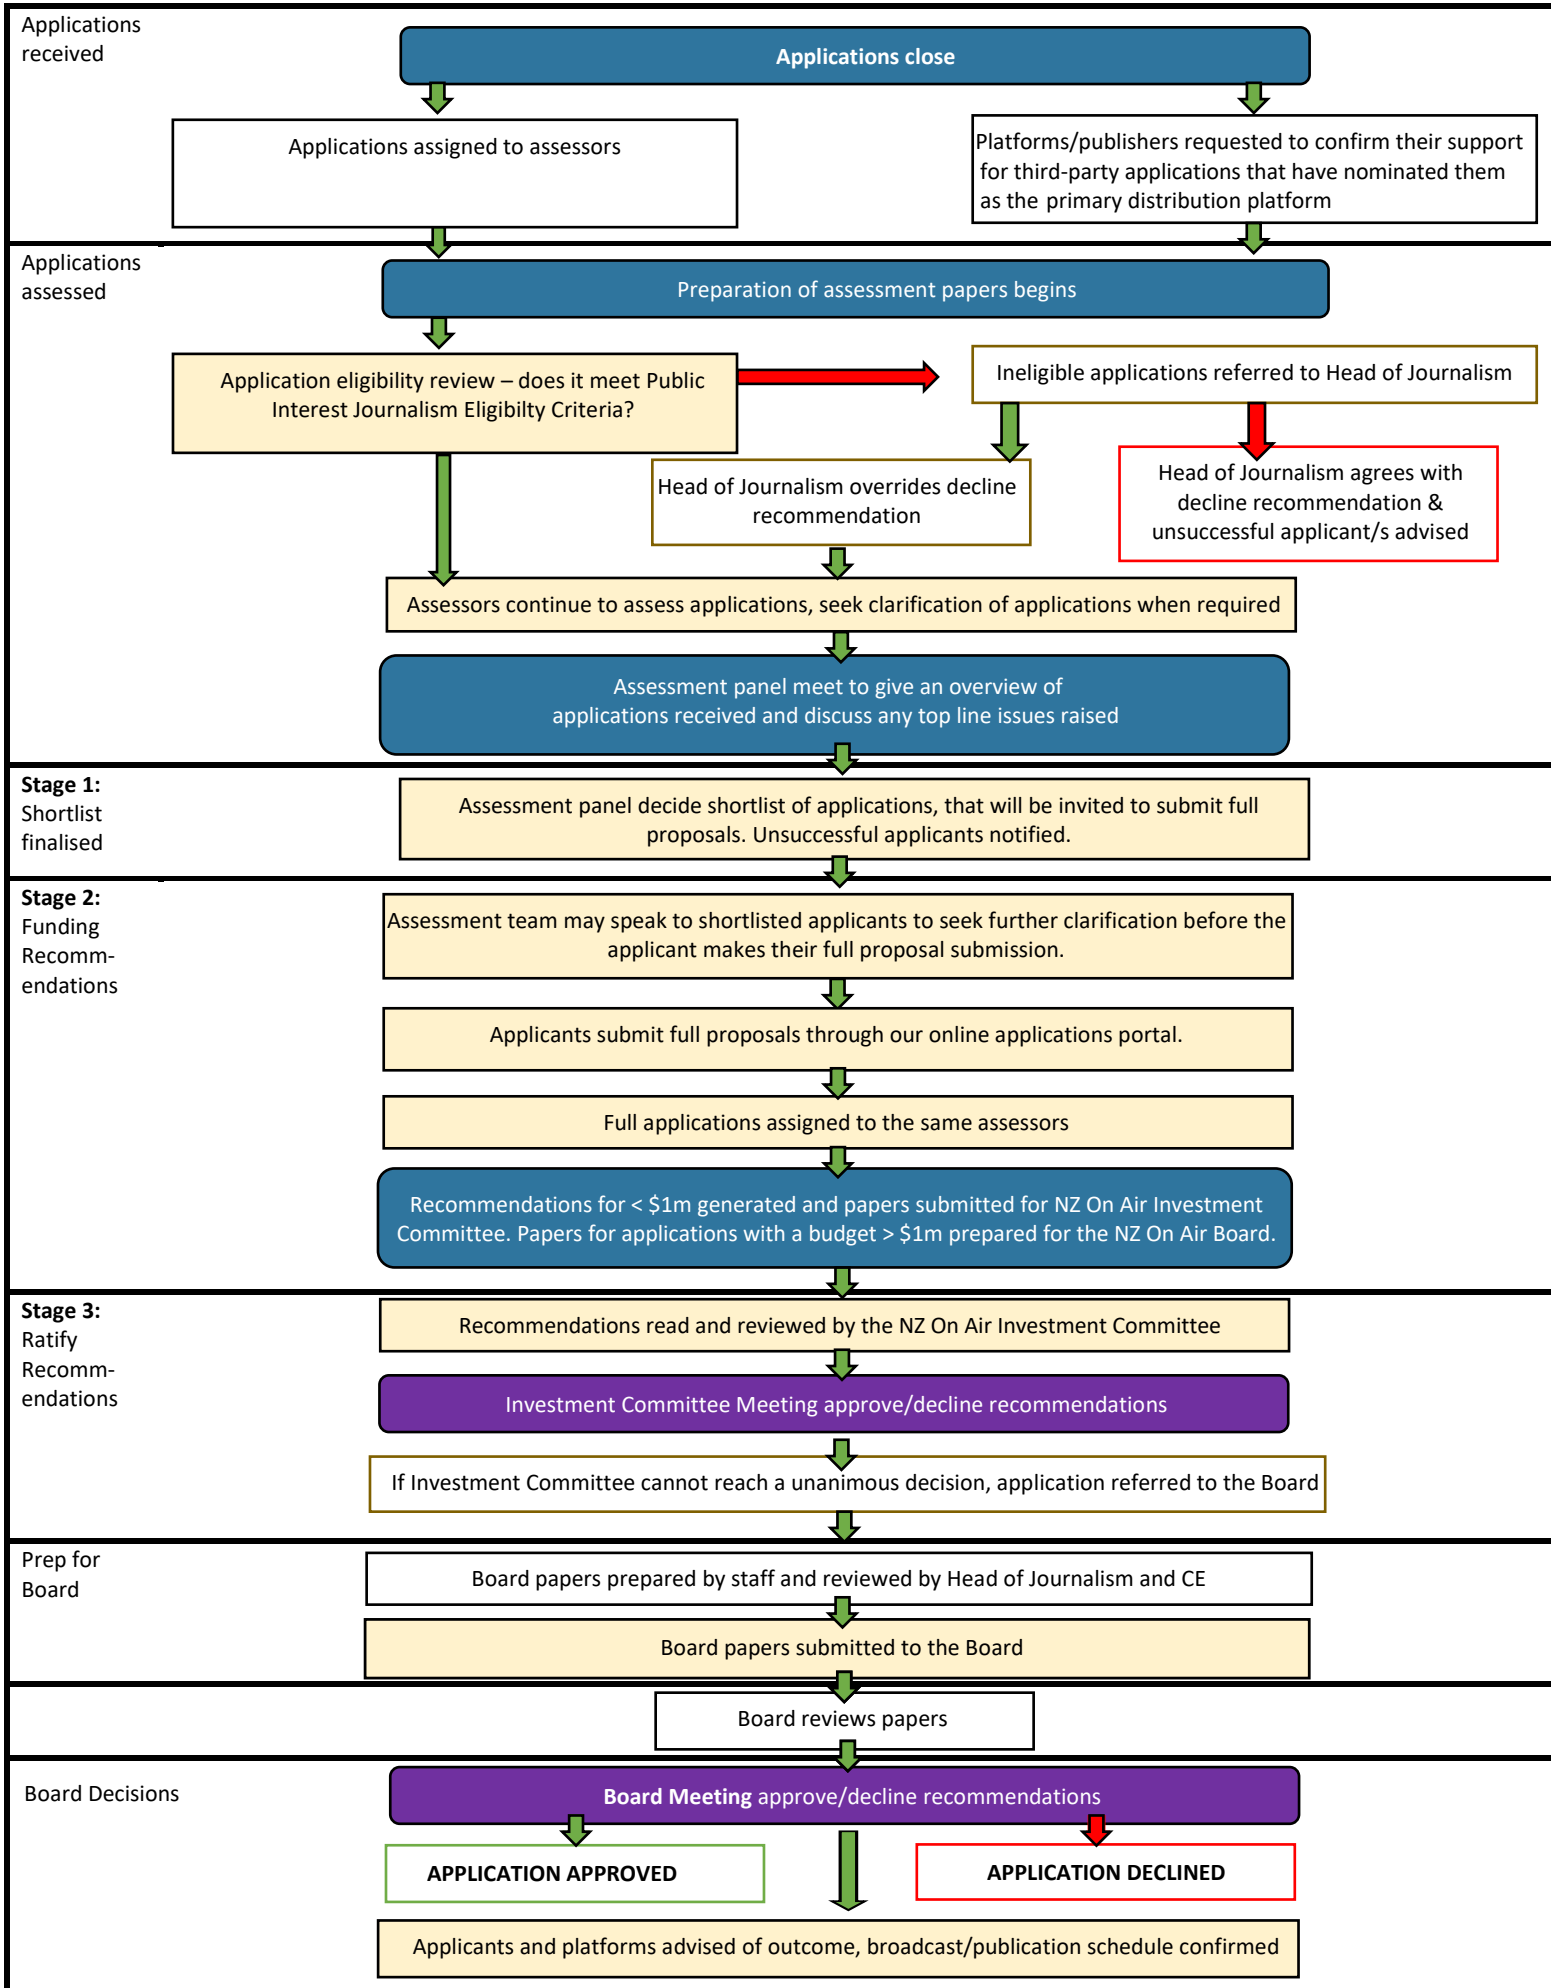 Applications
received
Applications close
Applications assigned to assessors
Platforms/publishers requested to confirm their support
for third-party applications that have nominated them
as the primary distribution platform
Applications
assessed
Preparation of assessment papers begins
Application eligibility review – does it meet Public
Interest Journalism Eligibilty Criteria?
Ineligible applications referred to Head of Journalism
Head of Journalism overrides decline
recommendation
Head of Journalism agrees with
decline recommendation &
unsuccessful applicant/s advised
Assessors continue to assess applications, seek clarification of applications when required
Assessment panel meet to give an overview of
applications received and discuss any top line issues raised
Stage 1:
Shortlist
finalised
Assessment panel decide shortlist of applications, that will be invited to submit full
proposals. Unsuccessful applicants notified.
Stage 2:
Funding
Recomm-
endations
Assessment team may speak to shortlisted applicants to seek further clarification before the
applicant makes their full proposal submission.
Applicants submit full proposals through our online applications portal.
Full applications assigned to the same assessors
Recommendations for < $1m generated and papers submitted for NZ On Air Investment
Committee. Papers for applications with a budget > $1m prepared for the NZ On Air Board.
Stage 3:
Ratify
Recomm-
endations
Recommendations read and reviewed by the NZ On Air Investment Committee
Investment Committee Meeting approve/decline recommendations
If Investment Committee cannot reach a unanimous decision, application referred to the Board
Prep for
Board
Board papers prepared by staff and reviewed by Head of Journalism and CE
Board papers submitted to the Board
Board reviews papers
Board Decisions
Board Meeting approve/decline recommendations
APPLICATION APPROVED
APPLICATION DECLINED
Applicants and platforms advised of outcome, broadcast/publication schedule confirmed